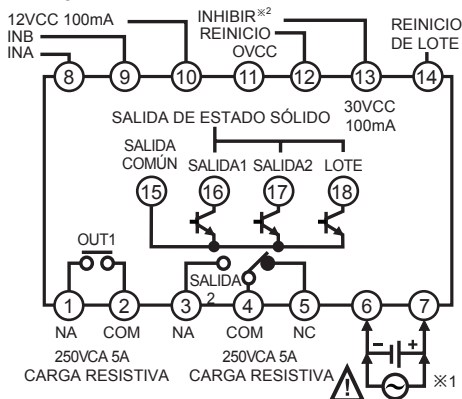 12VCC 100mA
INB
INA
INHIBIR※2
REINICIO
OVCC
REINICIO
DE LOTE
8 9 10 11 12 13 14
SALIDA DE ESTADO SÓLIDO
30VCC
100mA
SALIDA
COMÚN
SALIDA1 SALIDA2 LOTE
15 16 17 18
OUT1
SALIDA
2
1 2 3 4 5 6 7
NA COM NA COM NC
250VCA 5A
CARGA RESISTIVA
250VCA 5A
CARGA RESISTIVA
!
− +
※1